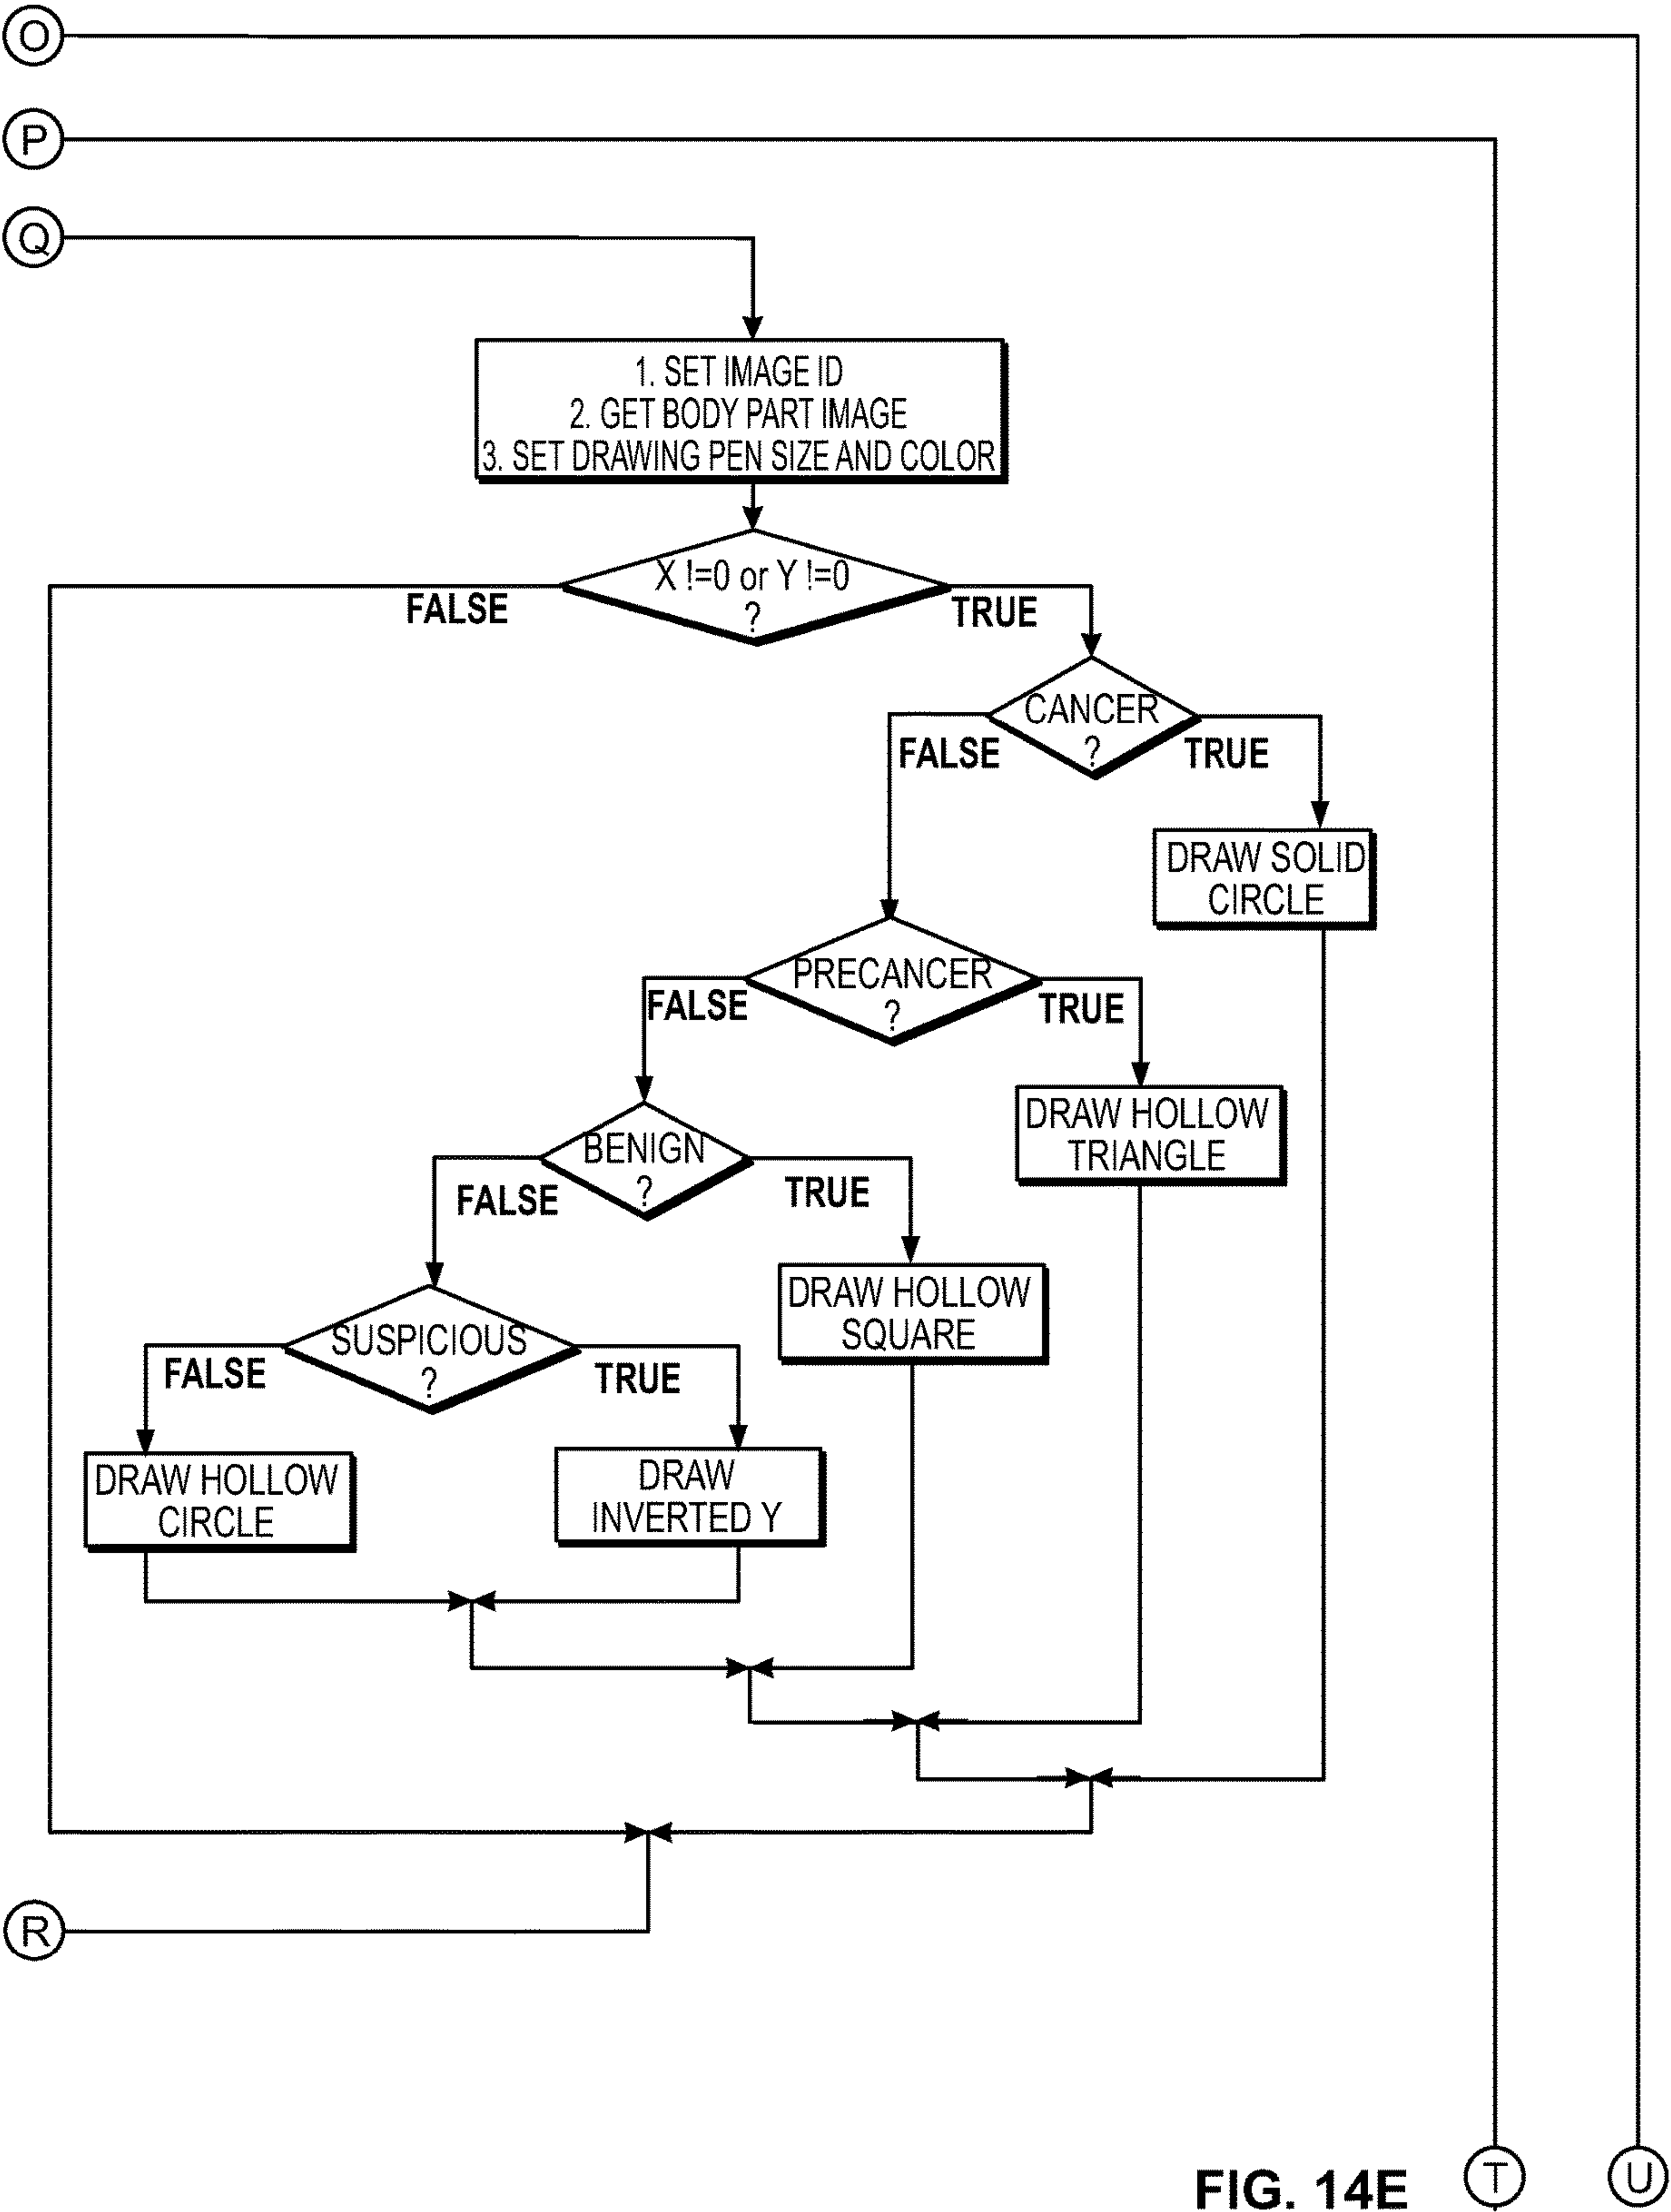 O
P
Q
1. SET IMAGE ID
2. GET BODY PART IMAGE
3. SET DRAWING PEN SIZE AND COLOR
X !=0 or Y !=0
?
FALSE
TRUE
CANCER
?
FALSE
TRUE
DRAW SOLID
CIRCLE
PRECANCER
?
FALSE
TRUE
DRAW HOLLOW
TRIANGLE
BENIGN
?
FALSE
TRUE
DRAW HOLLOW
SQUARE
SUSPICIOUS
?
FALSE
TRUE
DRAW HOLLOW
CIRCLE
DRAW
INVERTED Y
R
FIG. 14E
T
U